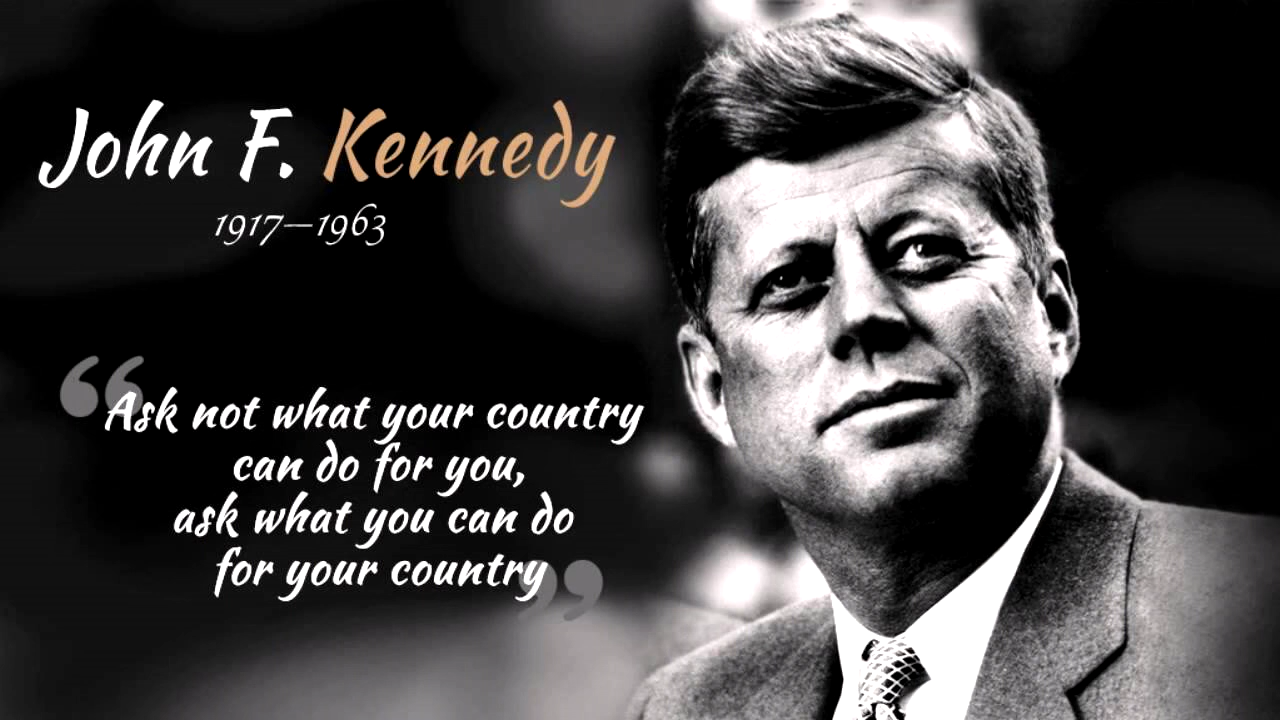 John F. Kennedy
1917—1963
“Ask not what your country
can do for you,
ask what you can do
for your country”